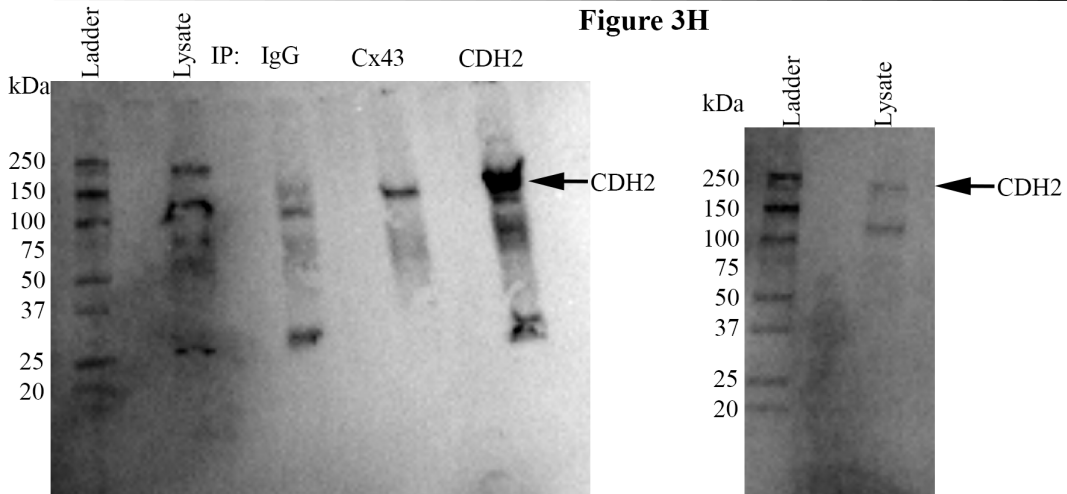 Figure 3H
kDa
Ladder
Lysate
IP: IgG Cx43 CDH2
250
150
100
75
50
37
25
20
CDH2
kDa
Ladder
Lysate
250
150
100
75
50
37
25
20
CDH2